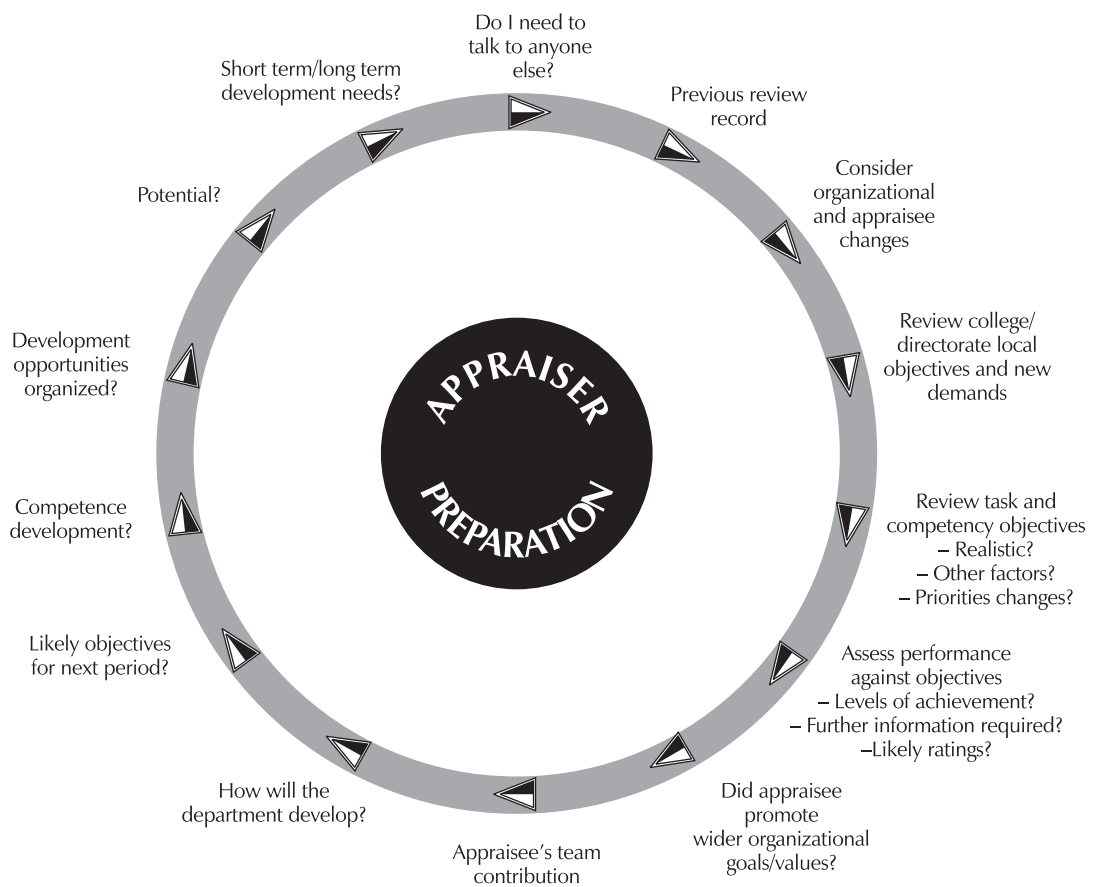 Do I need to
talk to anyone
else?
Previous review
record
Consider
organizational
and appraisee
changes
Review college/
directorate local
objectives and new
demands
Review task and
competency objectives
– Realistic?
– Other factors?
– Priorities changes?
Assess performance
against objectives
– Levels of achievement?
– Further information required?
–Likely ratings?
Did appraisee
promote
wider organizational
goals/values?
Appraisee’s team
contribution
How will the
department develop?
Likely objectives
for next period?
Competence
development?
Development
opportunities
organized?
Potential?
Short term/long term
development needs?
APPRAISER
PREPARATION